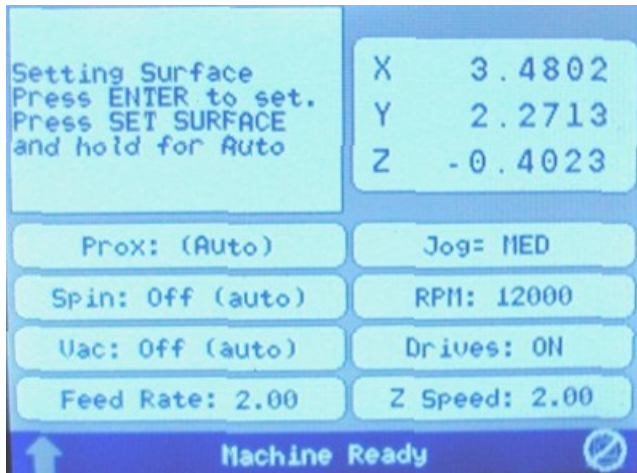 Setting Surface
Press ENTER to set.
Press SET SURFACE
and hold for Auto
X 3.4802
Y 2.2713
Z -0.4023
Prox: (Auto)
Jog= MED
Spin: Off (auto)
RPM: 12000
Vac: Off (auto)
Drives: ON
Feed Rate: 2.00
Z Speed: 2.00
Machine Ready